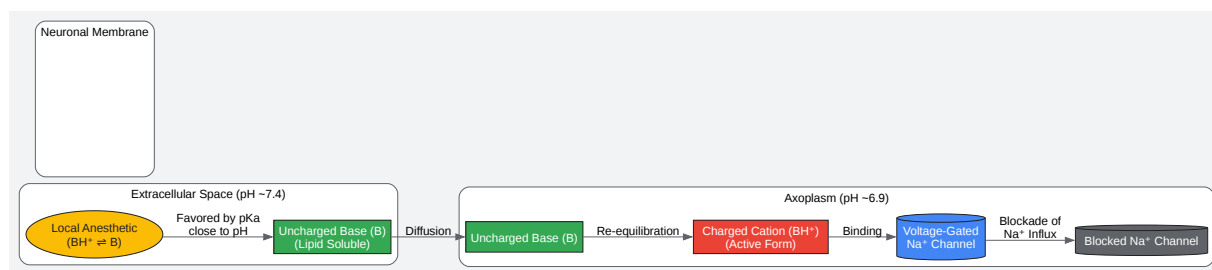 Neuronal Membrane
Extracellular Space (pH ~7.4)
Local Anesthetic
(BH⁺ ⇌ B)
Favored by pKa
close to pH
Uncharged Base (B)
(Lipid Soluble)
Diffusion
Axoplasm (pH ~6.9)
Uncharged Base (B)
Re-equilibration
Charged Cation (BH⁺)
(Active Form)
Binding
Voltage-Gated
Na⁺ Channel
Blockade of
Na⁺ Influx
Blocked Na⁺ Channel